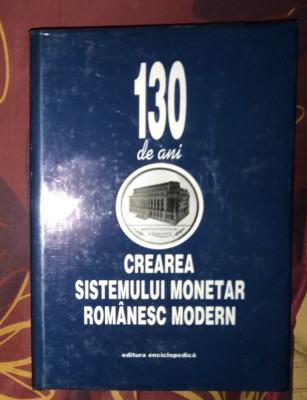 130
de ani
CREAREA
SISTEMULUI MONETAR
ROMÂNESC MODERN
editura enciclopedică